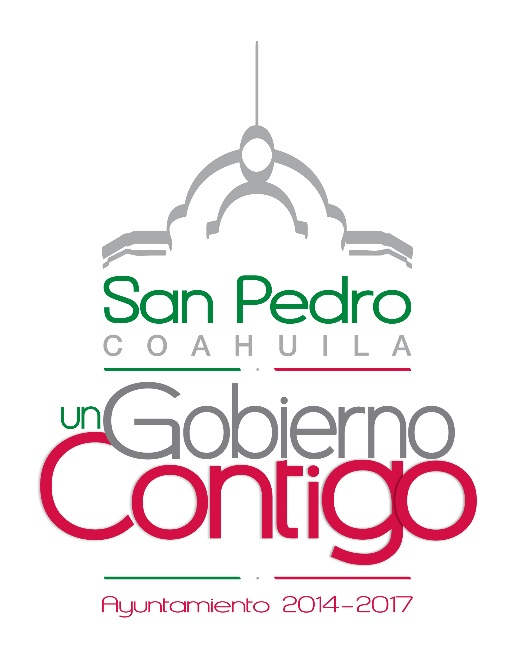 San Pedro
COAHUILA
un Gobierno
Contigo
Ayuntamiento 2014-2017